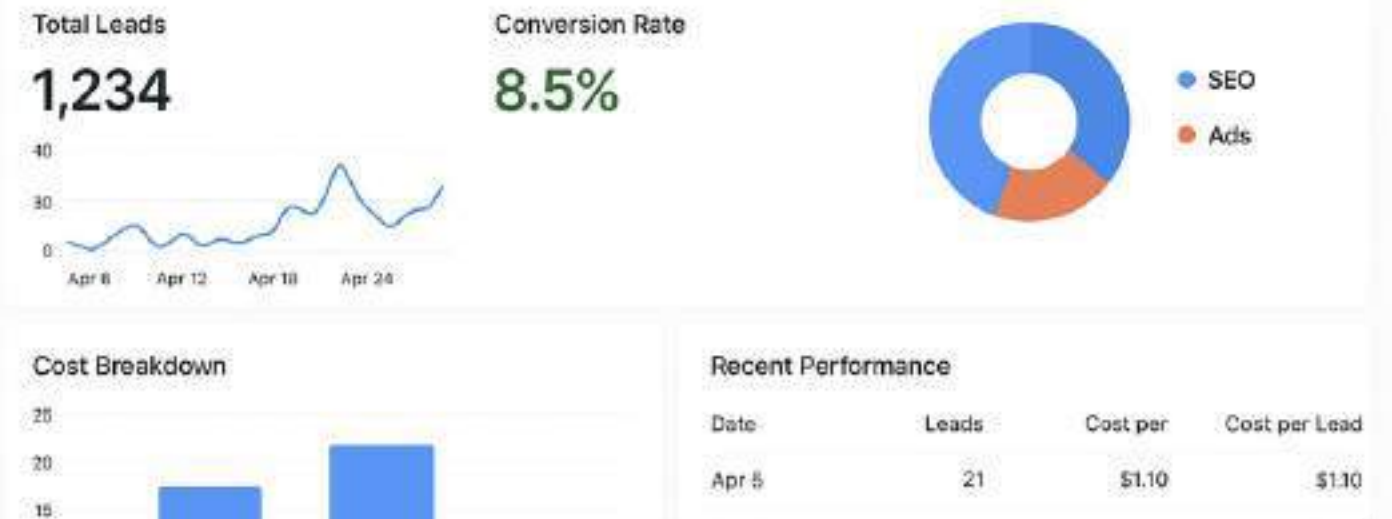 Total Leads
1,234
40
30
0
Apr 6
Apr 12
Apr 18
Apr 24
Conversion Rate
8.5%
SEO
Ads
Cost Breakdown
25
20
15
Recent Performance
Date Leads Cost per Cost per Lead
Apr 5 21 $1.10 $1.10